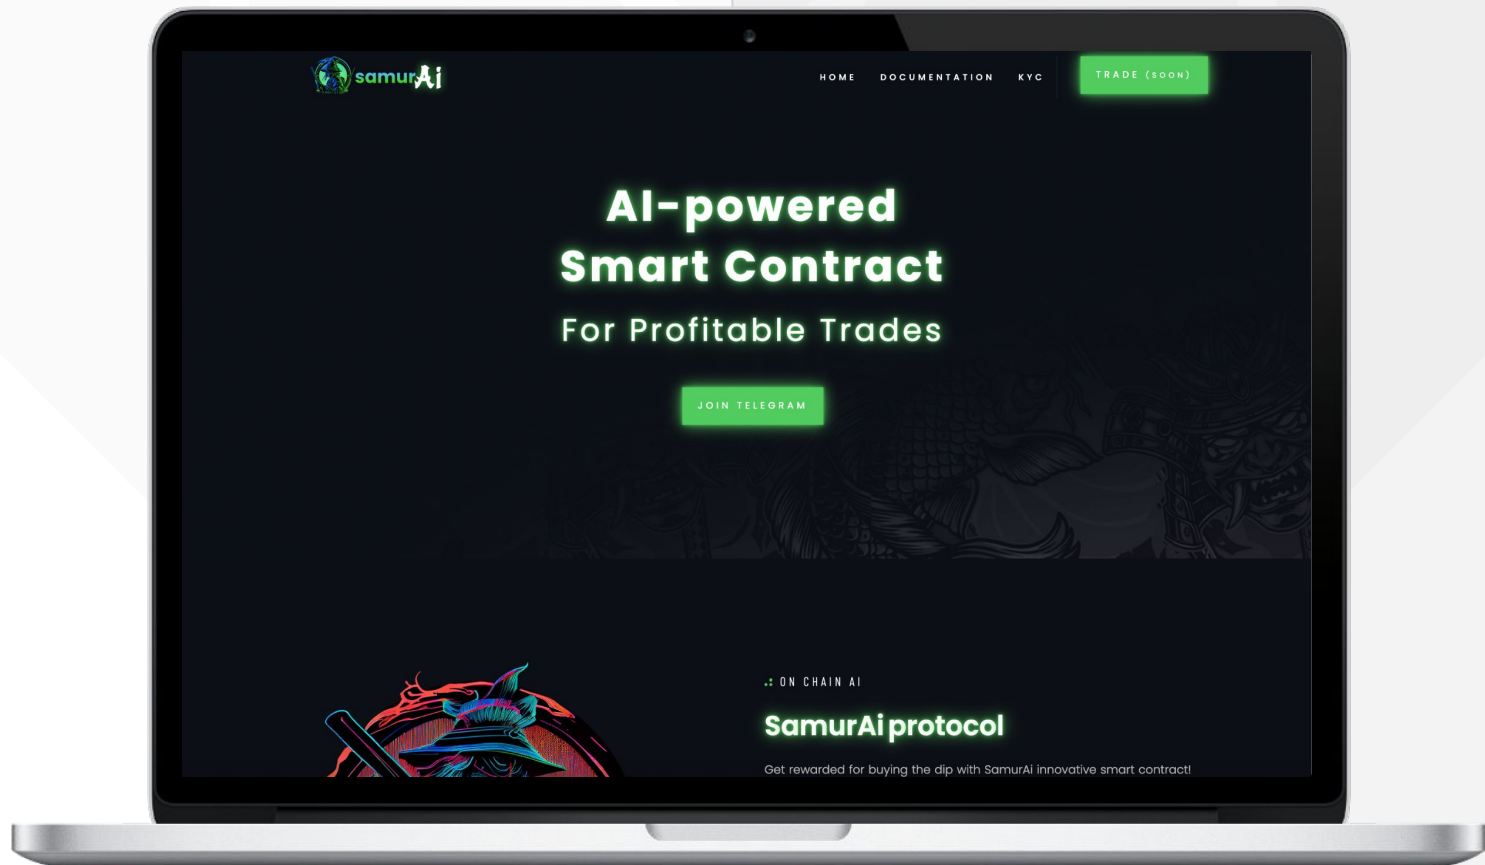 samurAi
HOME DOCUMENTATION KYC
TRADE (SOON)
AI-powered
Smart Contract
For Profitable Trades
JOIN TELEGRAM
ON CHAIN AI
SamurAi protocol
Get rewarded for buying the dip with SamurAi innovative smart contract!